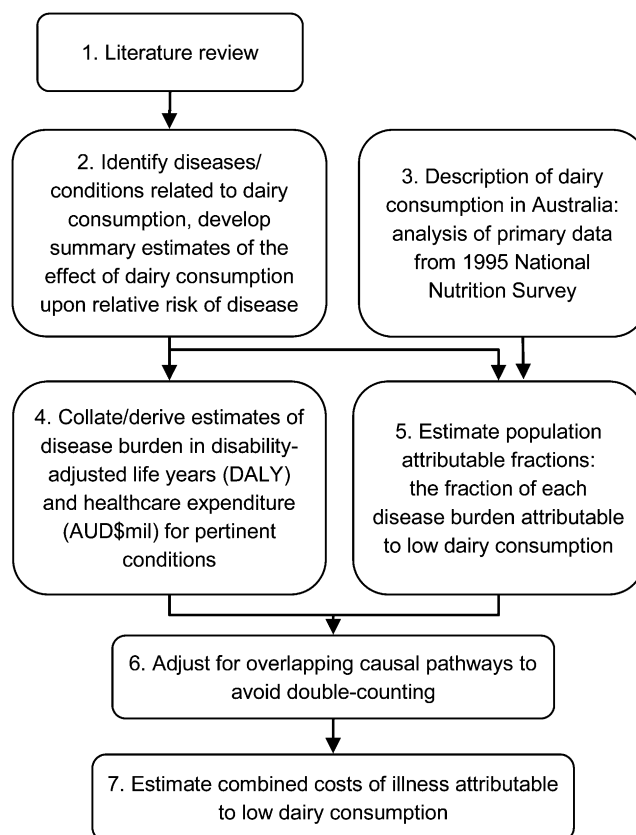 1. Literature review
2. Identify diseases/
conditions related to dairy
consumption, develop
summary estimates of the
effect of dairy consumption
upon relative risk of disease
3. Description of dairy
consumption in Australia:
analysis of primary data
from 1995 National
Nutrition Survey
4. Collate/derive estimates of
disease burden in disability-
adjusted life years (DALY)
and healthcare expenditure
(AUD$mil) for pertinent
conditions
5. Estimate population
attributable fractions:
the fraction of each
disease burden attributable
to low dairy consumption
6. Adjust for overlapping causal pathways to
avoid double-counting
7. Estimate combined costs of illness attributable
to low dairy consumption